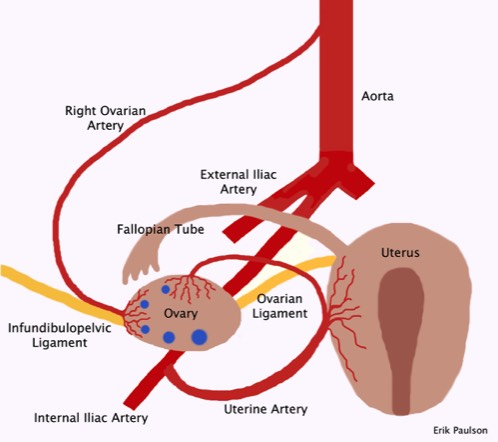 Aorta
Right Ovarian
Artery
External Iliac
Artery
Fallopian Tube
Uterus
Ovary
Ovarian
Ligament
Infundibulopelvic
Ligament
Internal Iliac Artery
Uterine Artery
Erik Paulson